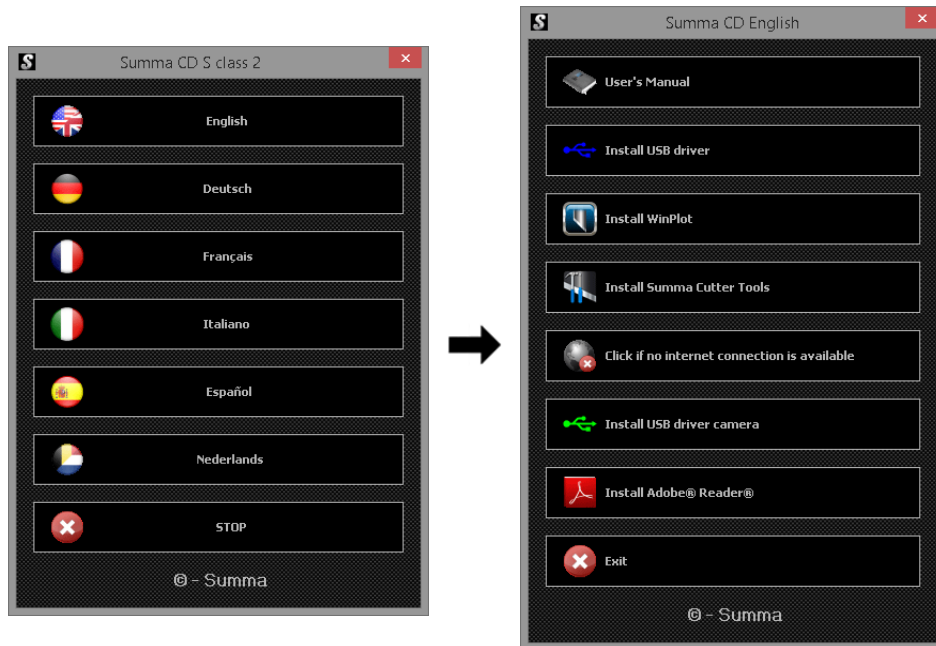 Summa CD S class 2
English
Deutsch
Français
Italiano
Español
Nederlands
STOP
© - Summa
Summa CD English
User's Manual
Install USB driver
Install WinPlot
Install Summa Cutter Tools
Click if no internet connection is available
Install USB driver camera
Install Adobe® Reader®
Exit
© - Summa